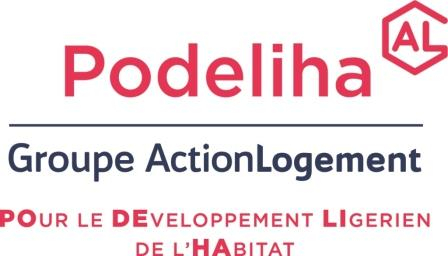 AL
Podeliha
Groupe ActionLogement
POUR LE DEVELOPPEMENT LIGERIEN
DE L'HABITAT